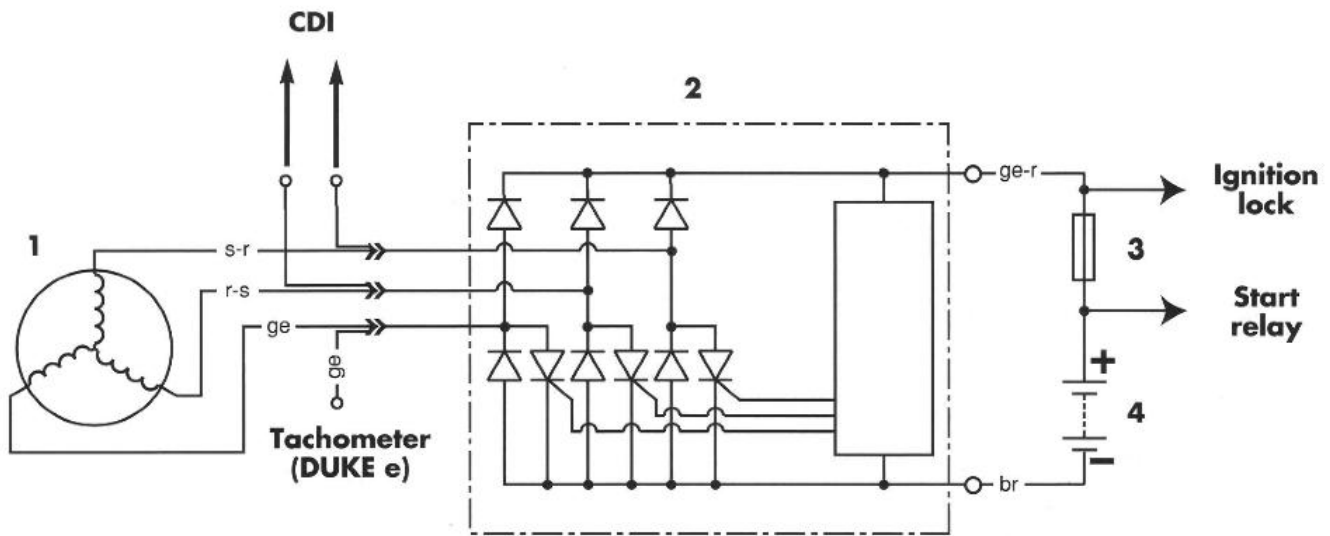 CDI
2
1
s-r
r-s
ge
ge
Tachometer
(DUKE e)
ge-r
Ignition
lock
3
Start
relay
+
4
-
br